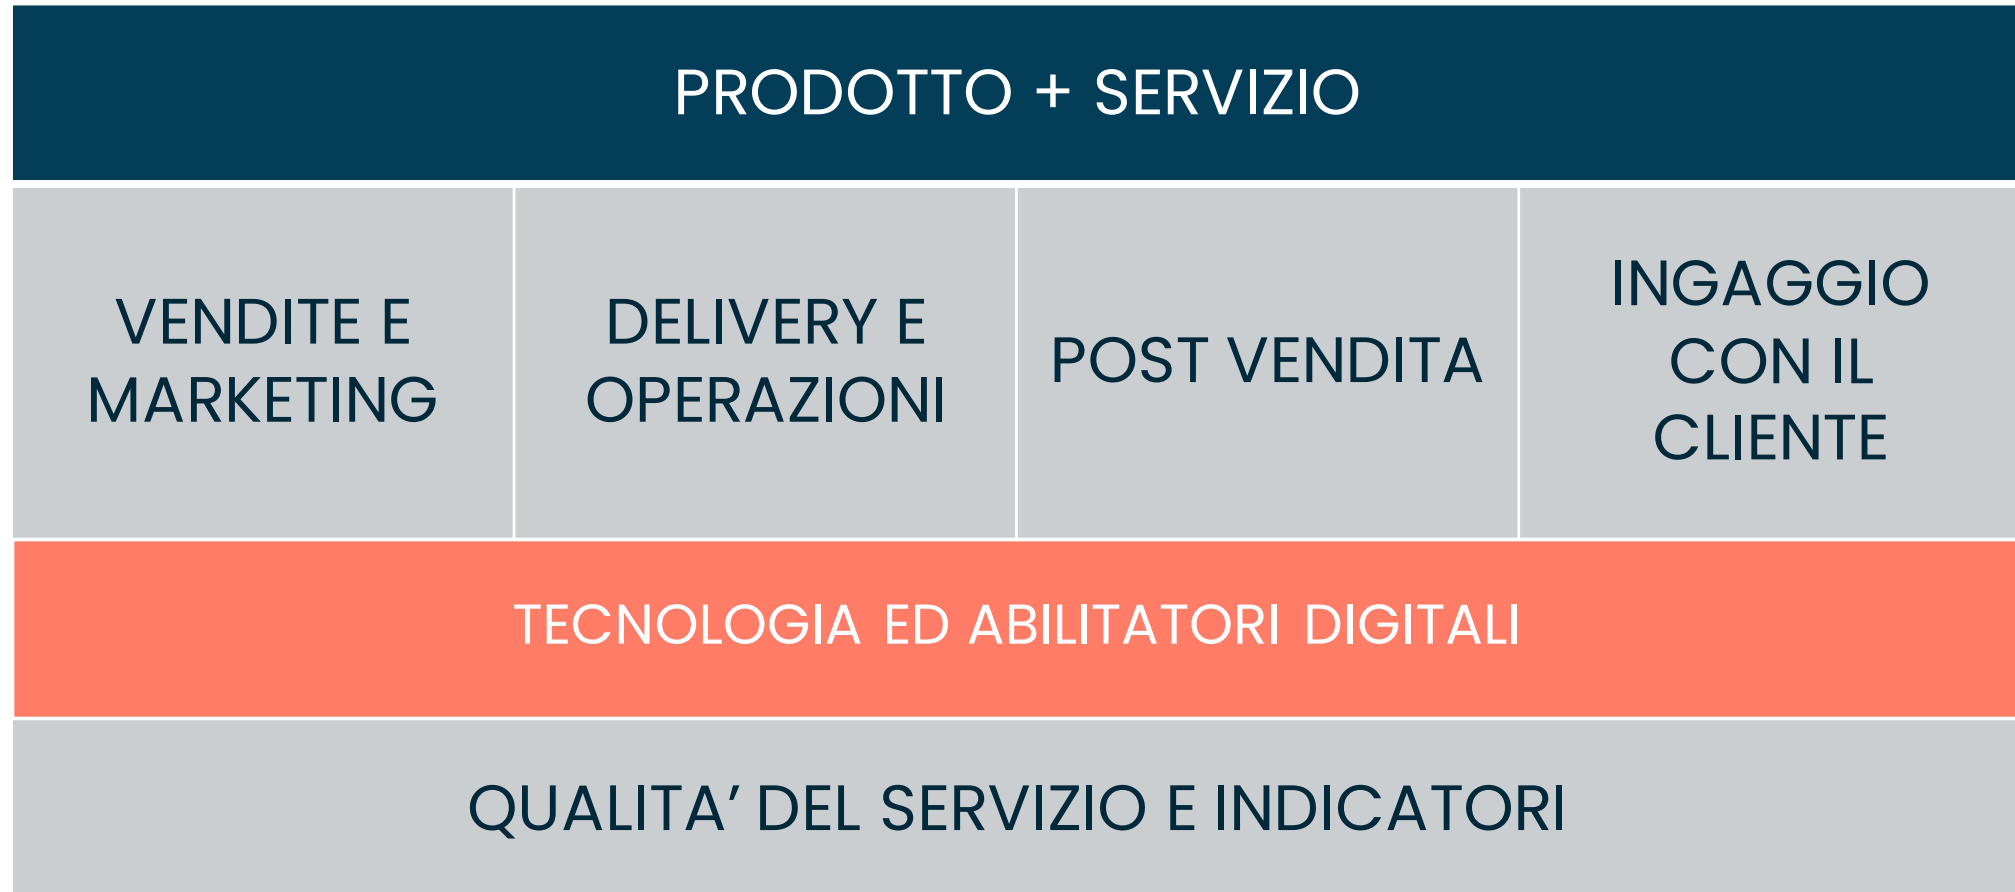 PRODOTTO + SERVIZIO
VENDITE E
MARKETING
DELIVERY E
OPERAZIONI
POST VENDITA
INGAGGIO
CON IL
CLIENTE
TECNOLOGIA ED ABILITATORI DIGITALI
QUALITA’ DEL SERVIZIO E INDICATORI